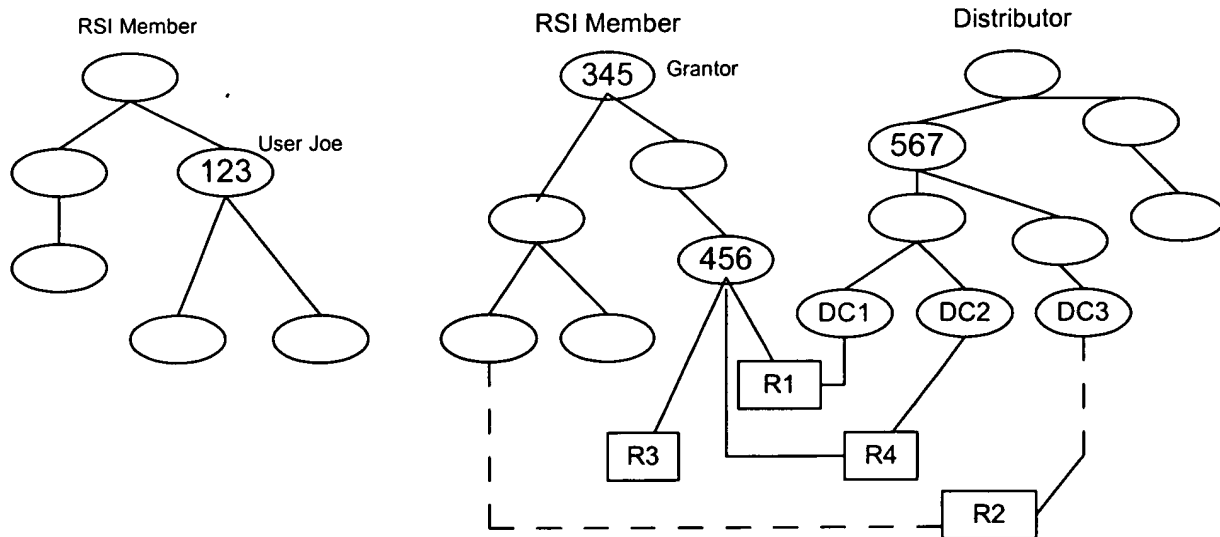 RSI Member
RSI Member
Distributor
345
Grantor
User Joe
123
567
456
DC1
DC2
DC3
R1
R3
R4
R2